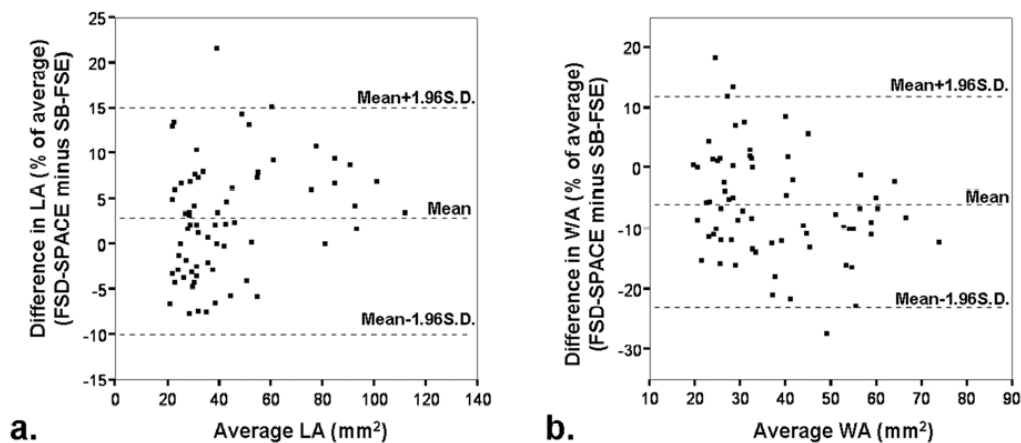 Difference in LA (% of average)
(FSD-SPACE minus SB-FSE)
25
20
15
10
5
0
-5
-10
-15
Mean+1.96S.D.
Mean
Mean-1.96S.D.
0 20 40 60 80 100 120 140
Average LA (mm²)
a.
Difference in WA (% of average)
(FSD-SPACE minus SB-FSE)
20
10
0
-10
-20
-30
Mean+1.96S.D.
Mean
Mean-1.96S.D.
10 20 30 40 50 60 70 80 90
Average WA (mm²)
b.